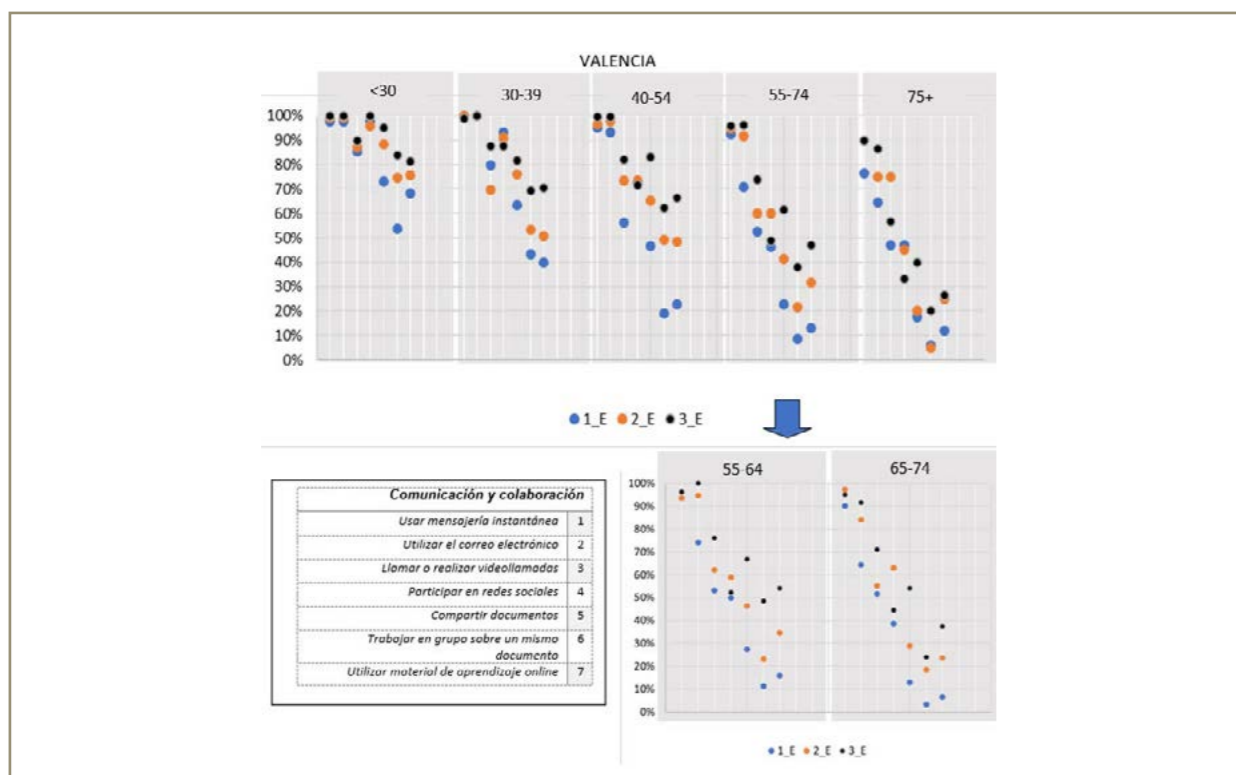 VALENCIA
<30 30-39 40-54 55-74 75+
100%
90%
80%
70%
60%
50%
40%
30%
20%
10%
0%
1_E 2_E 3_E
Comunicación y colaboración
Usar mensajería instantánea 1
Utilizar el correo electrónico 2
Llamar o realizar videollamadas 3
Participar en redes sociales 4
Compartir documentos 5
Trabajar en grupo sobre un mismo 6
documento
Utilizar material de aprendizaje online 7
55-64 65-74
100%
90%
80%
70%
60%
50%
40%
30%
20%
10%
0%
1_E 2_E 3_E